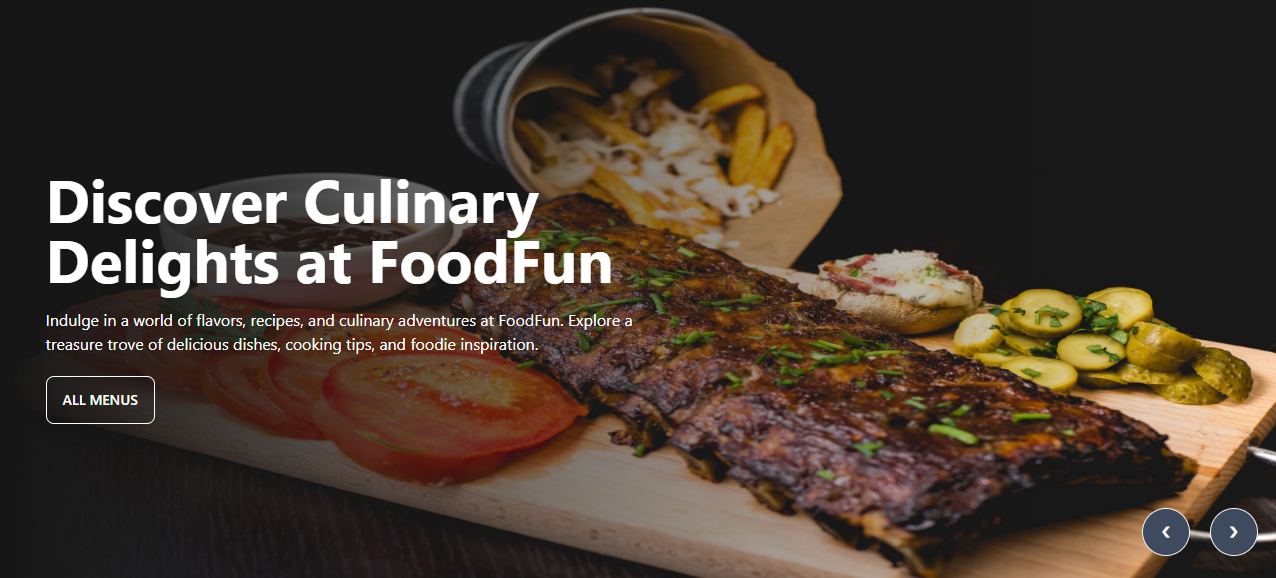 Discover Culinary
Delights at FoodFun
Indulge in a world of flavors, recipes, and culinary adventures at FoodFun. Explore a
treasure trove of delicious dishes, cooking tips, and foodie inspiration.
ALL MENUS
❮ ❯